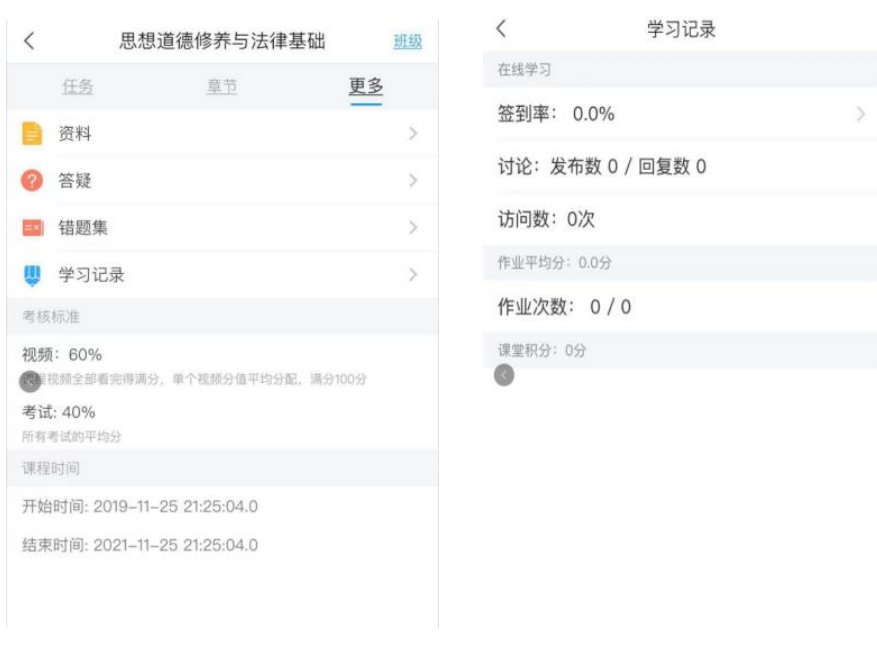 思想道德修养与法律基础
班级
任务
章节
更多
资料
答疑
错题集
学习记录
考核标准
视频：60%
课程视频全部看完得满分，单个视频分值平均分配，满分100分
考试: 40%
所有考试的平均分
课程时间
开始时间: 2019-11-25 21:25:04.0
结束时间: 2021-11-25 21:25:04.0
学习记录
在线学习
签到率： 0.0%
讨论：发布数 0 / 回复数 0
访问数：0次
作业平均分：0.0分
作业次数： 0 / 0
课堂积分：0分